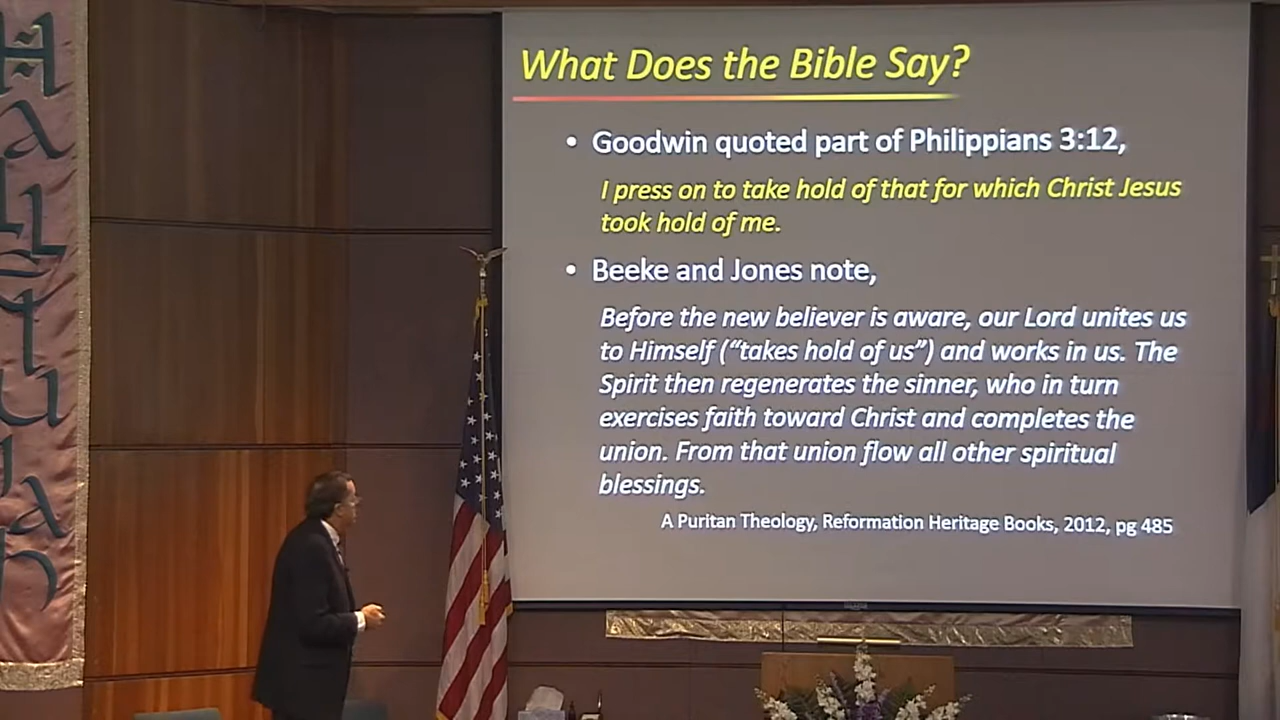 What Does the Bible Say?
• Goodwin quoted part of Philippians 3:12,
I press on to take hold of that for which Christ Jesus
took hold of me.
• Beeke and Jones note,
Before the new believer is aware, our Lord unites us
to Himself (“takes hold of us”) and works in us. The
Spirit then regenerates the sinner, who in turn
exercises faith toward Christ and completes the
union. From that union flow all other spiritual
blessings.
A Puritan Theology, Reformation Heritage Books, 2012, pg 485
Hallelujah